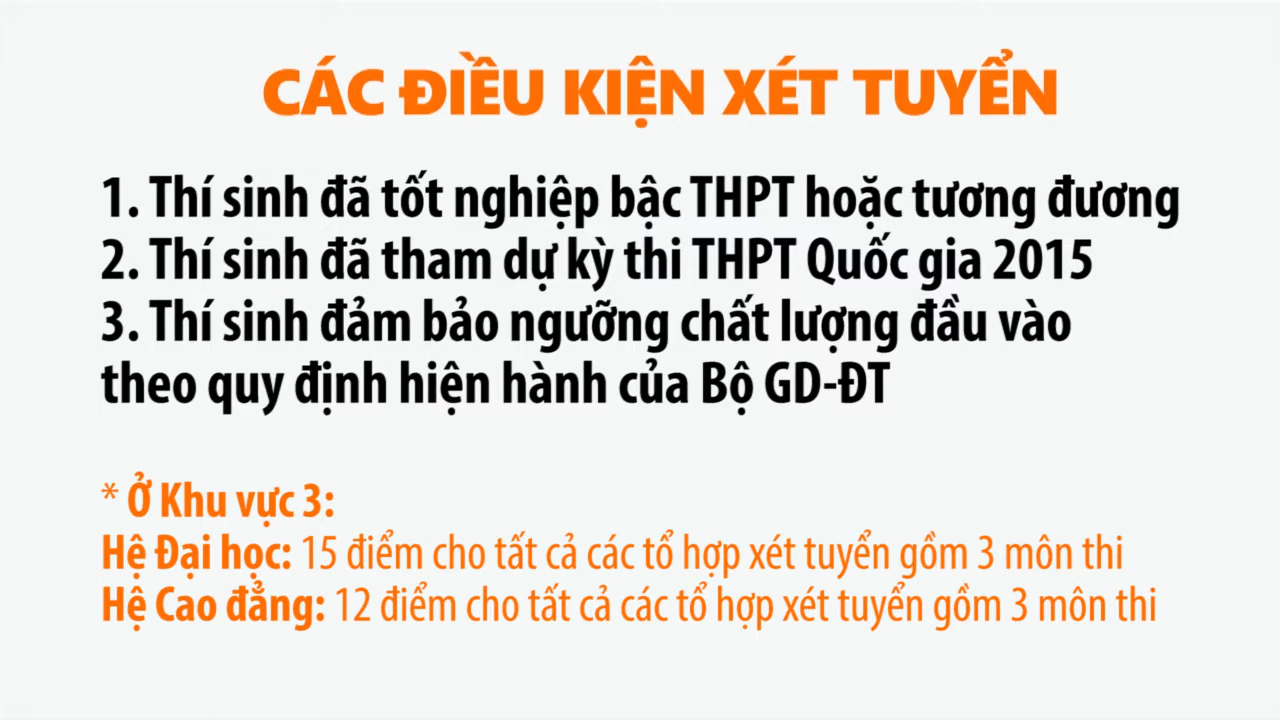 CÁC ĐIỀU KIỆN XÉT TUYỂN
1. Thí sinh đã tốt nghiệp bậc THPT hoặc tương đương
2. Thí sinh đã tham dự kỳ thi THPT Quốc gia 2015
3. Thí sinh đảm bảo ngưỡng chất lượng đầu vào
theo quy định hiện hành của Bộ GD-ĐT
* Ở Khu vực 3:
Hệ Đại học: 15 điểm cho tất cả các tổ hợp xét tuyển gồm 3 môn thi
Hệ Cao đẳng: 12 điểm cho tất cả các tổ hợp xét tuyển gồm 3 môn thi